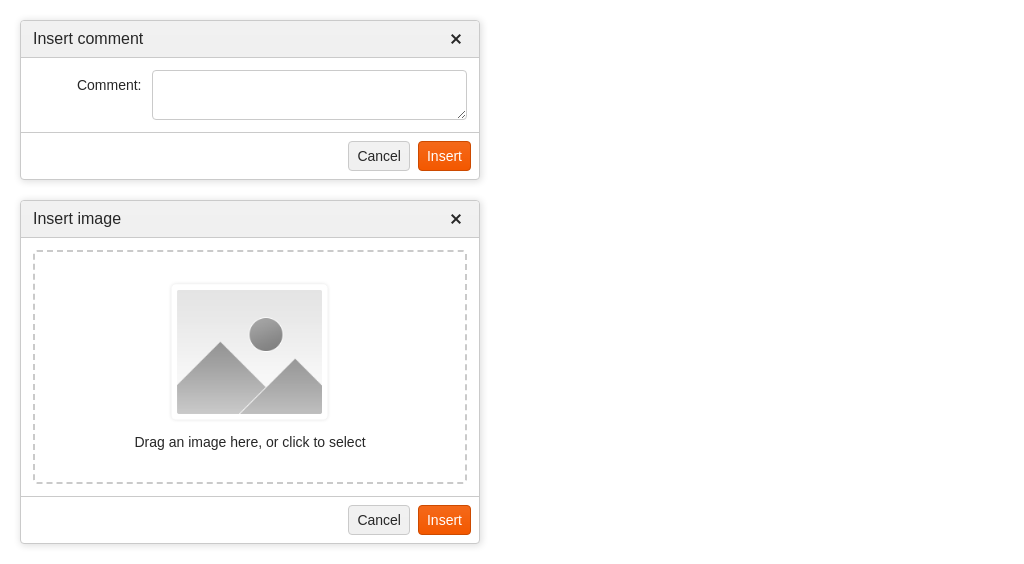 Insert comment
Comment:
Cancel Insert
Insert image
Drag an image here, or click to select
Cancel Insert